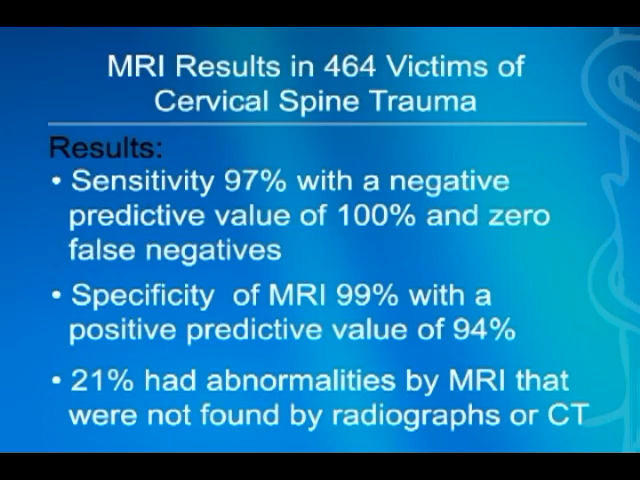 MRI Results in 464 Victims of
Cervical Spine Trauma
Results:
• Sensitivity 97% with a negative
predictive value of 100% and zero
false negatives
• Specificity of MRI 99% with a
positive predictive value of 94%
• 21% had abnormalities by MRI that
were not found by radiographs or CT